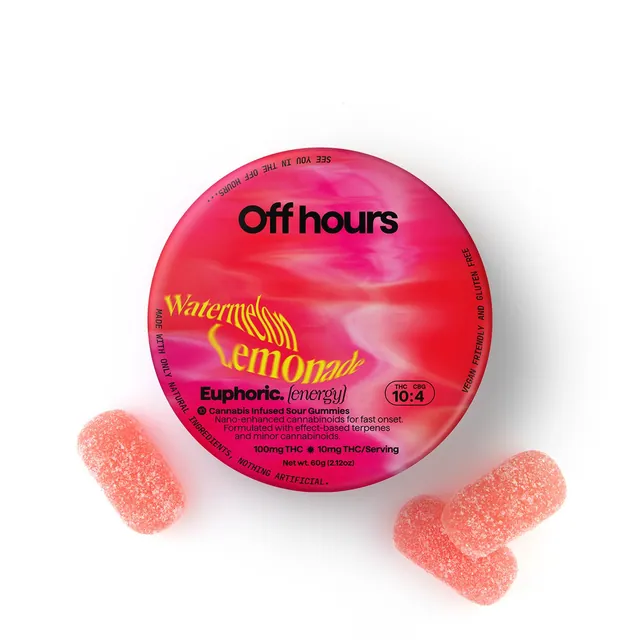 SEE YOU IN THE OFF HOURS...
Off hours
Watermelon
Lemonade
Euphoric. [energy]
THC CBG
10:4
10 Cannabis Infused Sour Gummies
Nano-enhanced cannabinoids for fast onset.
Formulated with effect-based terpenes
and minor cannabinoids.
100mg THC 10mg THC/Serving
Net wt. 60g (2.12oz)
MADE WITH ONLY NATURAL INGREDIENTS, NOTHING ARTIFICIAL.
VEGAN FRIENDLY AND GLUTEN FREE